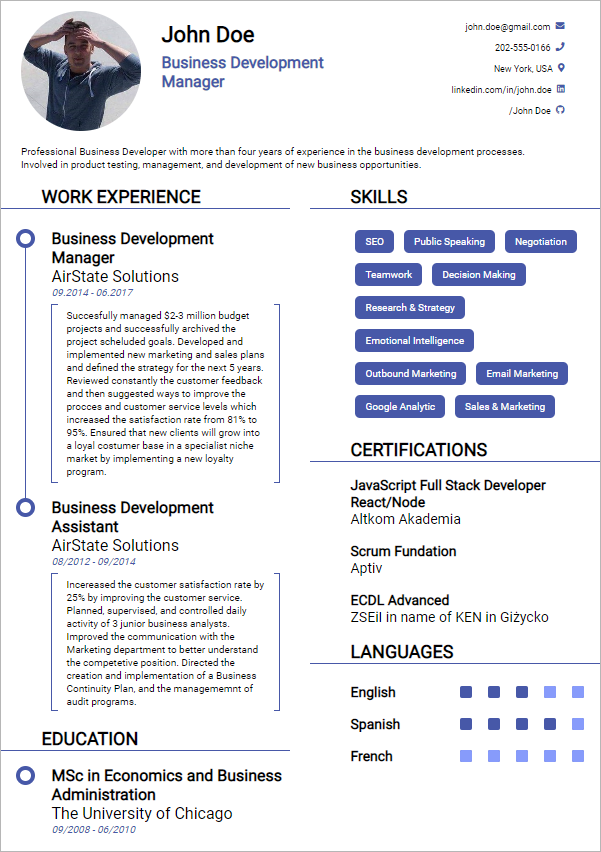 John Doe
Business Development
Manager
john.doe@gmail.com
202-555-0166
New York, USA
linkedin.com/in/john.doe
/John Doe
Professional Business Developer with more than four years of experience in the business development processes.
Involved in product testing, management, and development of new business opportunities.
WORK EXPERIENCE
Business Development
Manager
AirState Solutions
09.2014 - 06.2017
Succesfully managed $2-3 million budget
projects and successfully archived the
project scheluded goals. Developed and
implemented new marketing and sales plans
and defined the strategy for the next 5 years.
Reviewed constantly the customer feedback
and then suggested ways to improve the
procces and customer service levels which
increased the satisfaction rate from 81% to
95%. Ensured that new clients will grow into
a loyal costumer base in a specialist niche
market by implementing a new loyalty
program.
Business Development
Assistant
AirState Solutions
08/2012 - 09/2014
Increreased the customer satisfaction rate by
25% by improving the customer service.
Planned, supervised, and controlled daily
activity of 3 junior business analysts.
Improved the communication with the
Marketing department to better understand
the competetive position. Directed the
creation and implementation of a Business
Continuity Plan, and the managememnt of
audit programs.
EDUCATION
MSc in Economics and Business
Administration
The University of Chicago
09/2008 - 06/2010
SKILLS
SEO Public Speaking Negotiation
Teamwork Decision Making
Research & Strategy
Emotional Intelligence
Outbound Marketing Email Marketing
Google Analytic Sales & Marketing
CERTIFICATIONS
JavaScript Full Stack Developer
React/Node
Altkom Akademia
Scrum Fundation
Aptiv
ECDL Advanced
ZSEiI in name of KEN in Giżycko
LANGUAGES
English
Spanish
French